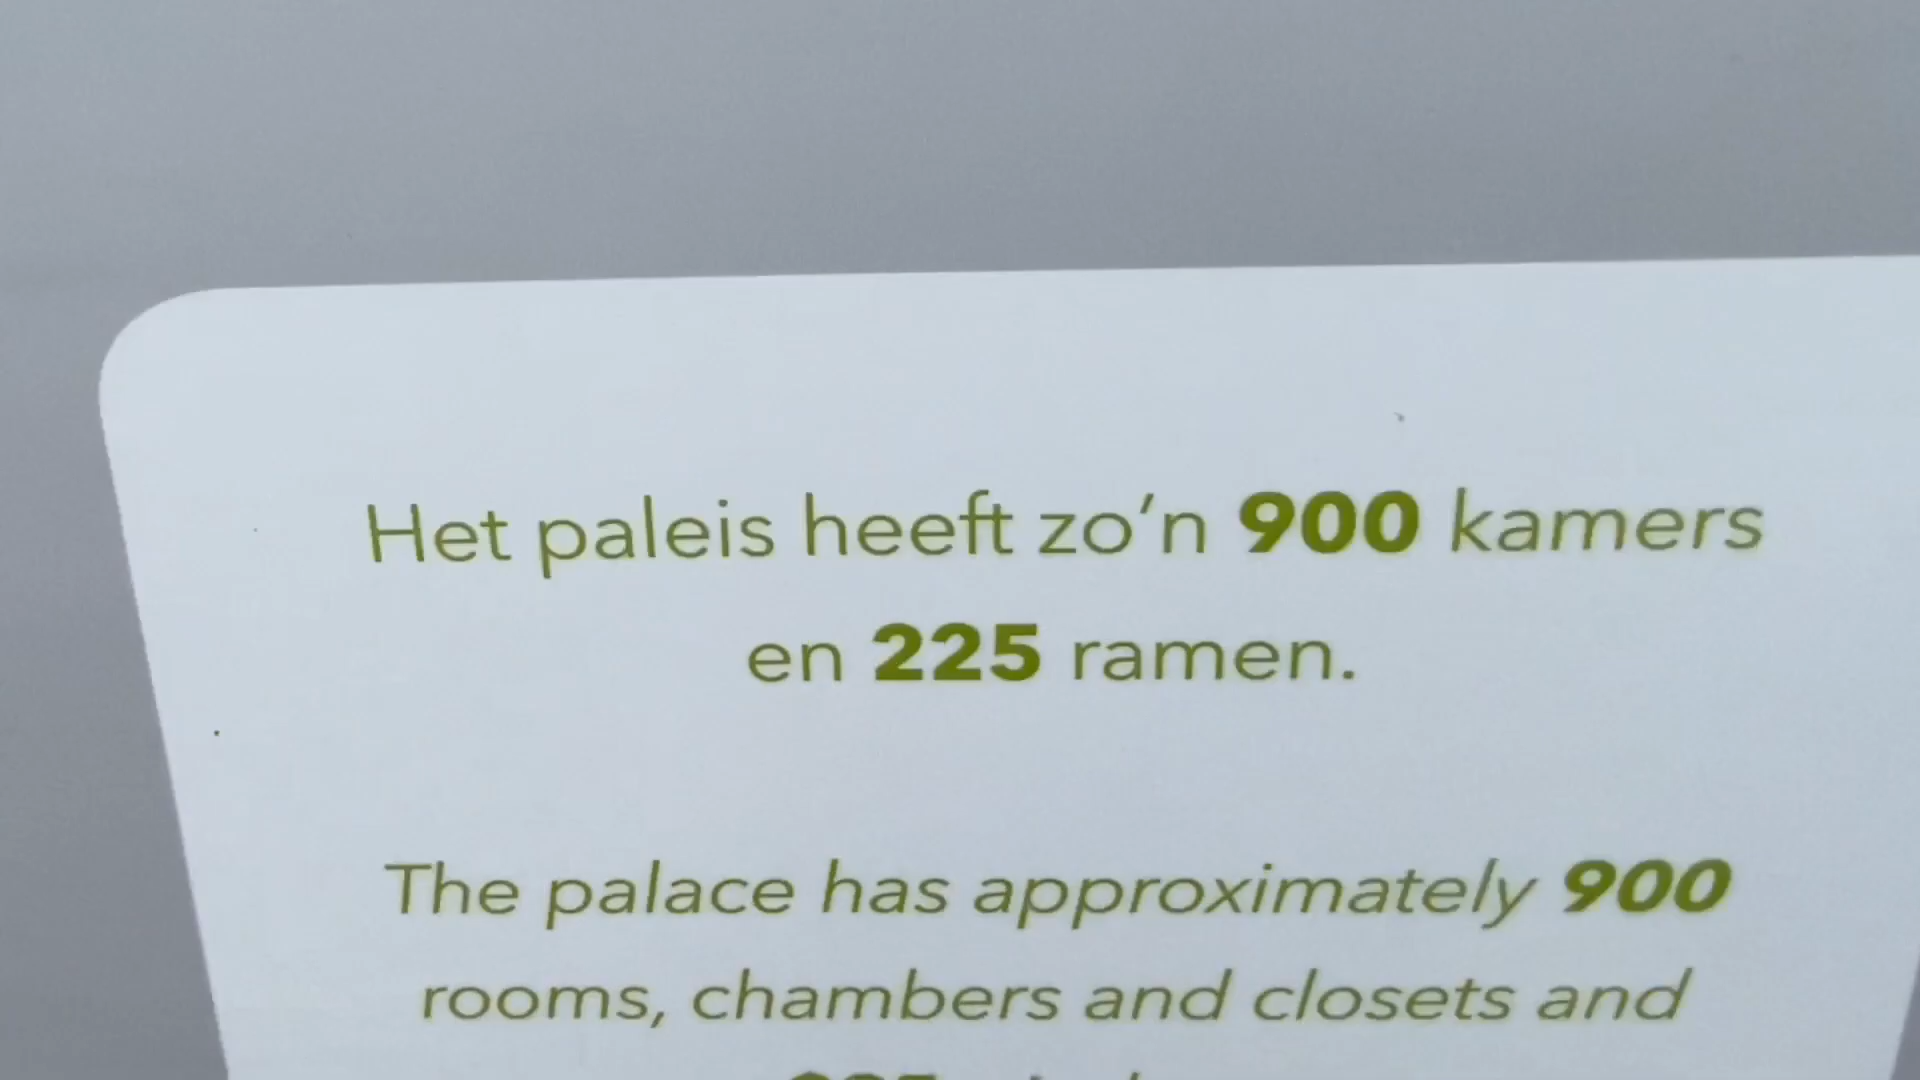 Het paleis heeft zo’n 900 kamers
en 225 ramen.
The palace has approximately 900
rooms, chambers and closets and